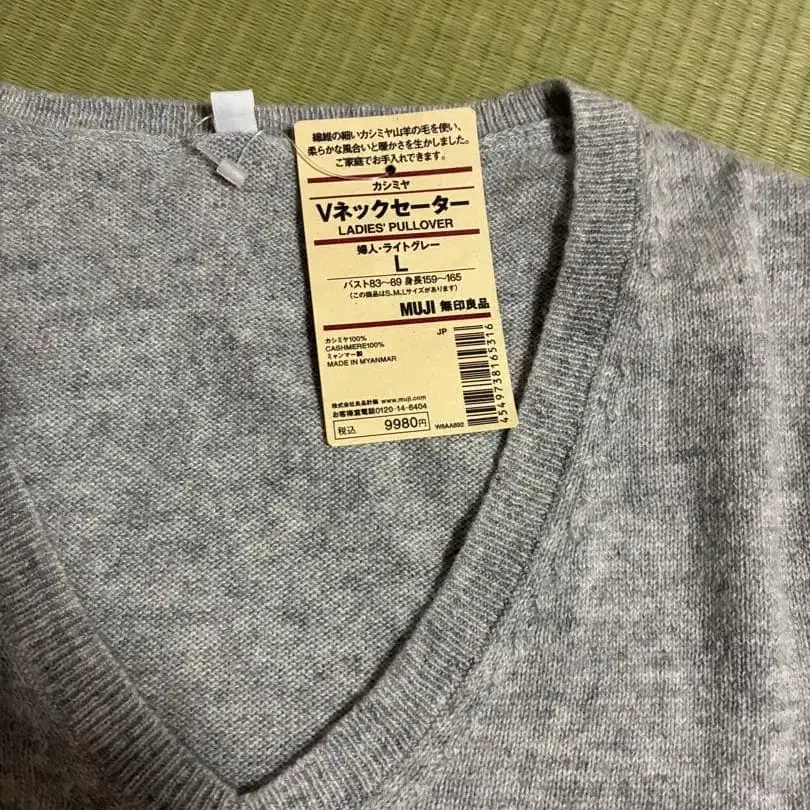 繊維の細いカシミヤ山羊の毛を使い、
柔らかな風合いと暖かさを生かしました。
ご家庭でお手入れできます。
カシミヤ
Vネックセーター
LADIES' PULLOVER
婦人・ライトグレー
L
バスト83〜89 身長159〜165
(この商品はS、M、Lサイズがあります)
MUJI 無印良品
カシミヤ100%
CASHMERE100%
ミャンマー製
MADE IN MYANMAR
JP
4549738165316
株式会社良品計画 www.muji.com
お客様室電話0120-14-6404
税込 9980円
W6AA892